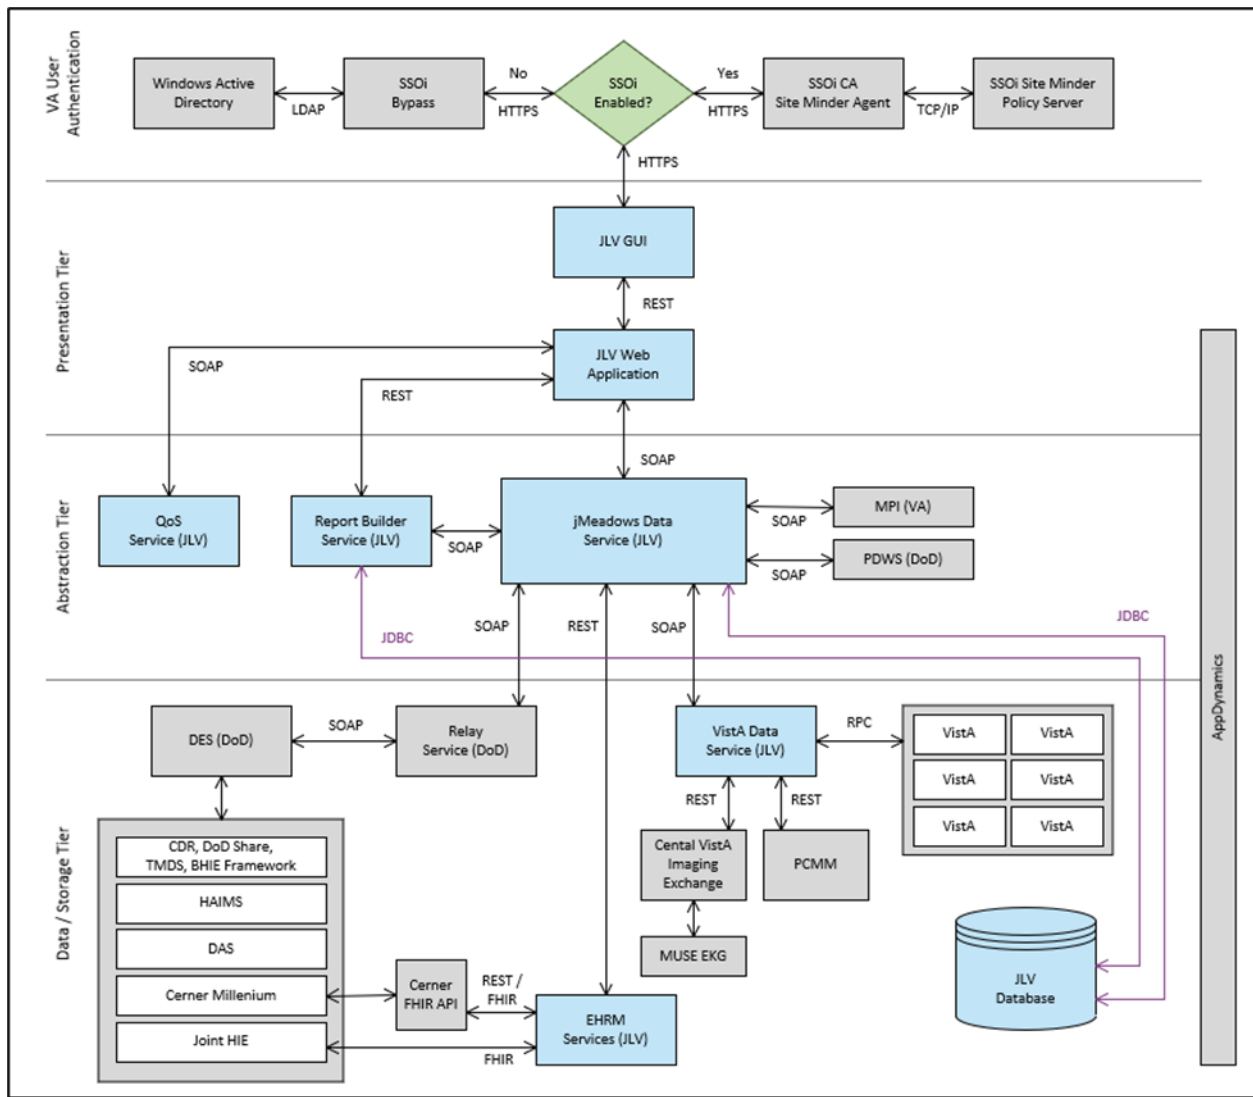 VA User
Authentication
Windows Active
Directory
LDAP
SSOi
Bypass
No
HTTPS
SSOi
Enabled?
Yes
HTTPS
SSOi CA
Site Minder Agent
TCP/IP
SSOi Site Minder
Policy Server
HTTPS
Presentation Tier
JLV GUI
REST
JLV Web
Application
SOAP
REST
SOAP
Abstraction Tier
QoS
Service (JLV)
Report Builder
Service (JLV)
SOAP
jMeadows Data
Service (JLV)
SOAP
MPI (VA)
SOAP
PDWS (DoD)
JDBC
SOAP
REST
SOAP
JDBC
AppDynamics
Data / Storage Tier
DES (DoD)
SOAP
Relay
Service (DoD)
VistA Data
Service (JLV)
RPC
VistA
VistA
VistA
VistA
VistA
VistA
REST
REST
Cental VistA
Imaging
Exchange
PCMM
MUSE EKG
CDR, DoD Share,
TMDS, BHIE Framework
HAIMS
DAS
Cerner Millenium
Joint HIE
Cerner
FHIR API
REST /
FHIR
FHIR
EHRM
Services (JLV)
JLV
Database